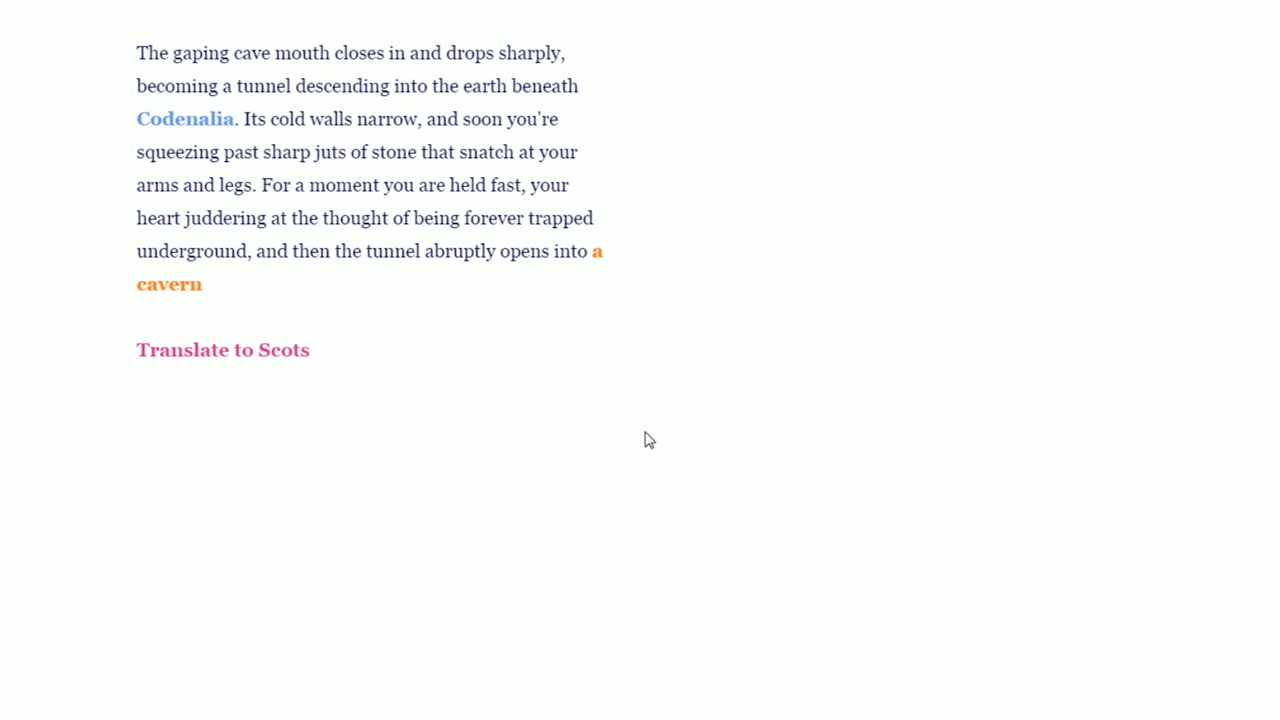 The gaping cave mouth closes in and drops sharply,
becoming a tunnel descending into the earth beneath
Codenalia. Its cold walls narrow, and soon you're
squeezing past sharp juts of stone that snatch at your
arms and legs. For a moment you are held fast, your
heart juddering at the thought of being forever trapped
underground, and then the tunnel abruptly opens into a
cavern
Translate to Scots